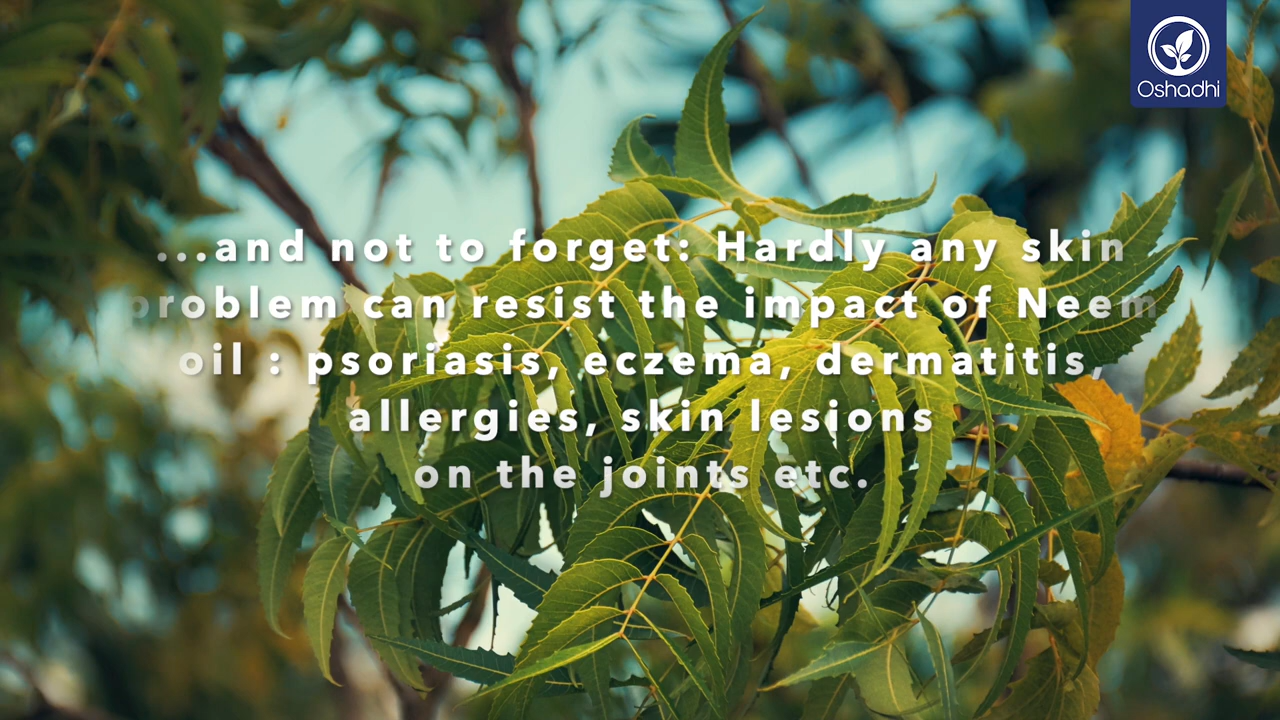 Oshadhi
...and not to forget: Hardly any skin
problem can resist the impact of Neem
oil : psoriasis, eczema, dermatitis
allergies, skin lesions
on the joints etc.